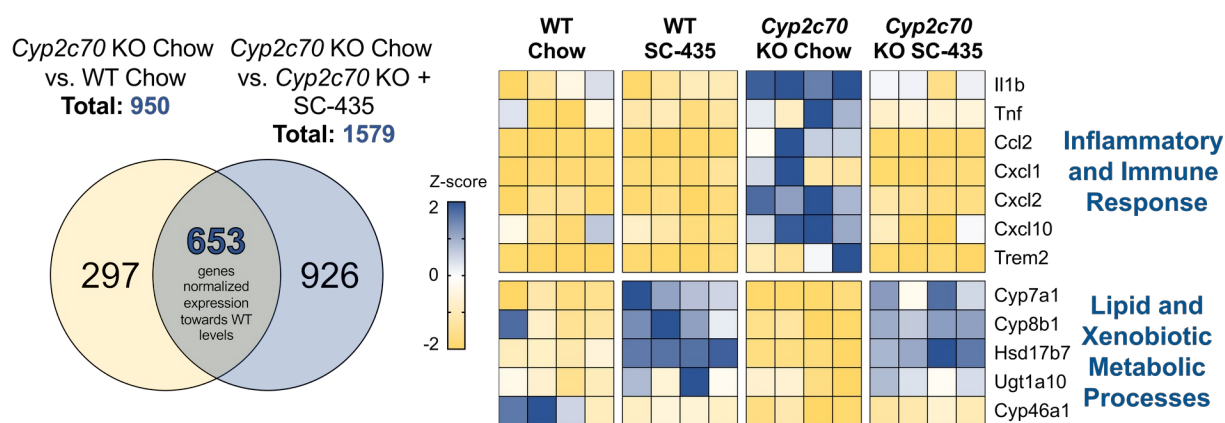 Cyp2c70 KO Chow
vs. WT Chow
Total: 950
Cyp2c70 KO Chow
vs. Cyp2c70 KO +
SC-435
Total: 1579
297
653
genes
normalized
expression
towards WT
levels
926
Z-score
2
0
-2
WT
Chow
WT
SC-435
Cyp2c70
KO Chow
Cyp2c70
KO SC-435
Il1b
Tnf
Ccl2
Cxcl1
Cxcl2
Cxcl10
Trem2
Inflammatory
and Immune
Response
Cyp7a1
Cyp8b1
Hsd17b7
Ugt1a10
Cyp46a1
Lipid and
Xenobiotic
Metabolic
Processes